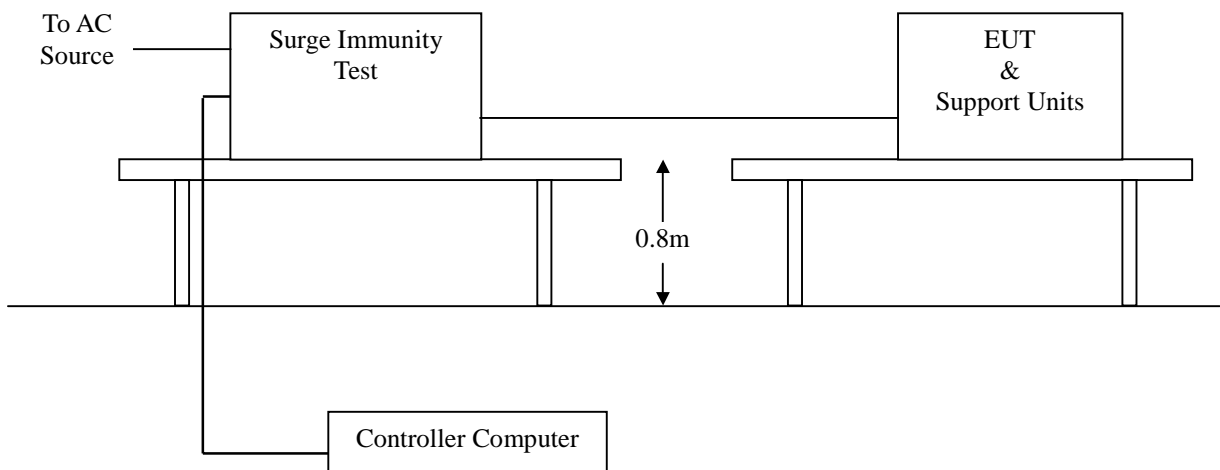 To AC
Source
Surge Immunity
Test
EUT
&
Support Units
0.8m
Controller Computer